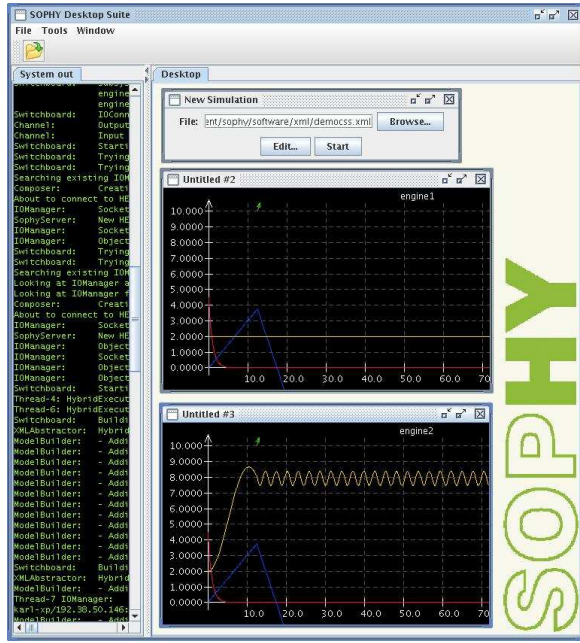 SOPHY Desktop Suite
File Tools Window
System out
engine
engine
Switchboard: IOConn
Channel: Output
Channel: Input
Switchboard: Starti
Switchboard: Trying
Switchboard: Trying
Searching existing IOM
Composer: Creati
About to connect to HE
IOManager: Socket
SophyServer: New HE
IOManager: Socket
IOManager: Object
Switchboard: Trying
Switchboard: Trying
Searching existing IOM
Looking at IOManager a
Looking at IOManager f
Composer: Creati
About to connect to HE
IOManager: Socket
SophyServer: New HE
IOManager: Object
IOManager: Socket
IOManager: Object
IOManager: Object
Switchboard: Starti
Thread-4: HybridExecut
Thread-6: HybridExecut
Switchboard: Buildi
XMLAbstractor: Hybrid
ModelBuilder: - Addi
ModelBuilder: - Addi
ModelBuilder: - Addi
ModelBuilder: - Addi
ModelBuilder: - Addi
ModelBuilder: - Addi
ModelBuilder: - Addi
ModelBuilder: - Addi
ModelBuilder: - Addi
Switchboard: Buildi
XMLAbstractor: Hybrid
ModelBuilder: - Addi
Thread-7 IOManager:
karl-xp/192.38.50.146:
ModelBuilder: - Addi
Desktop
New Simulation
File: ent/sophy/software/xml/democss.xml Browse...
Edit... Start
Untitled #2
engine1
10.000
9.0000
8.0000
7.0000
6.0000
5.0000
4.0000
3.0000
2.0000
1.0000
0.0000
10.0 20.0 30.0 40.0 50.0 60.0 70
Untitled #3
engine2
10.000
9.0000
8.0000
7.0000
6.0000
5.0000
4.0000
3.0000
2.0000
1.0000
0.0000
10.0 20.0 30.0 40.0 50.0 60.0 70
SOPHY